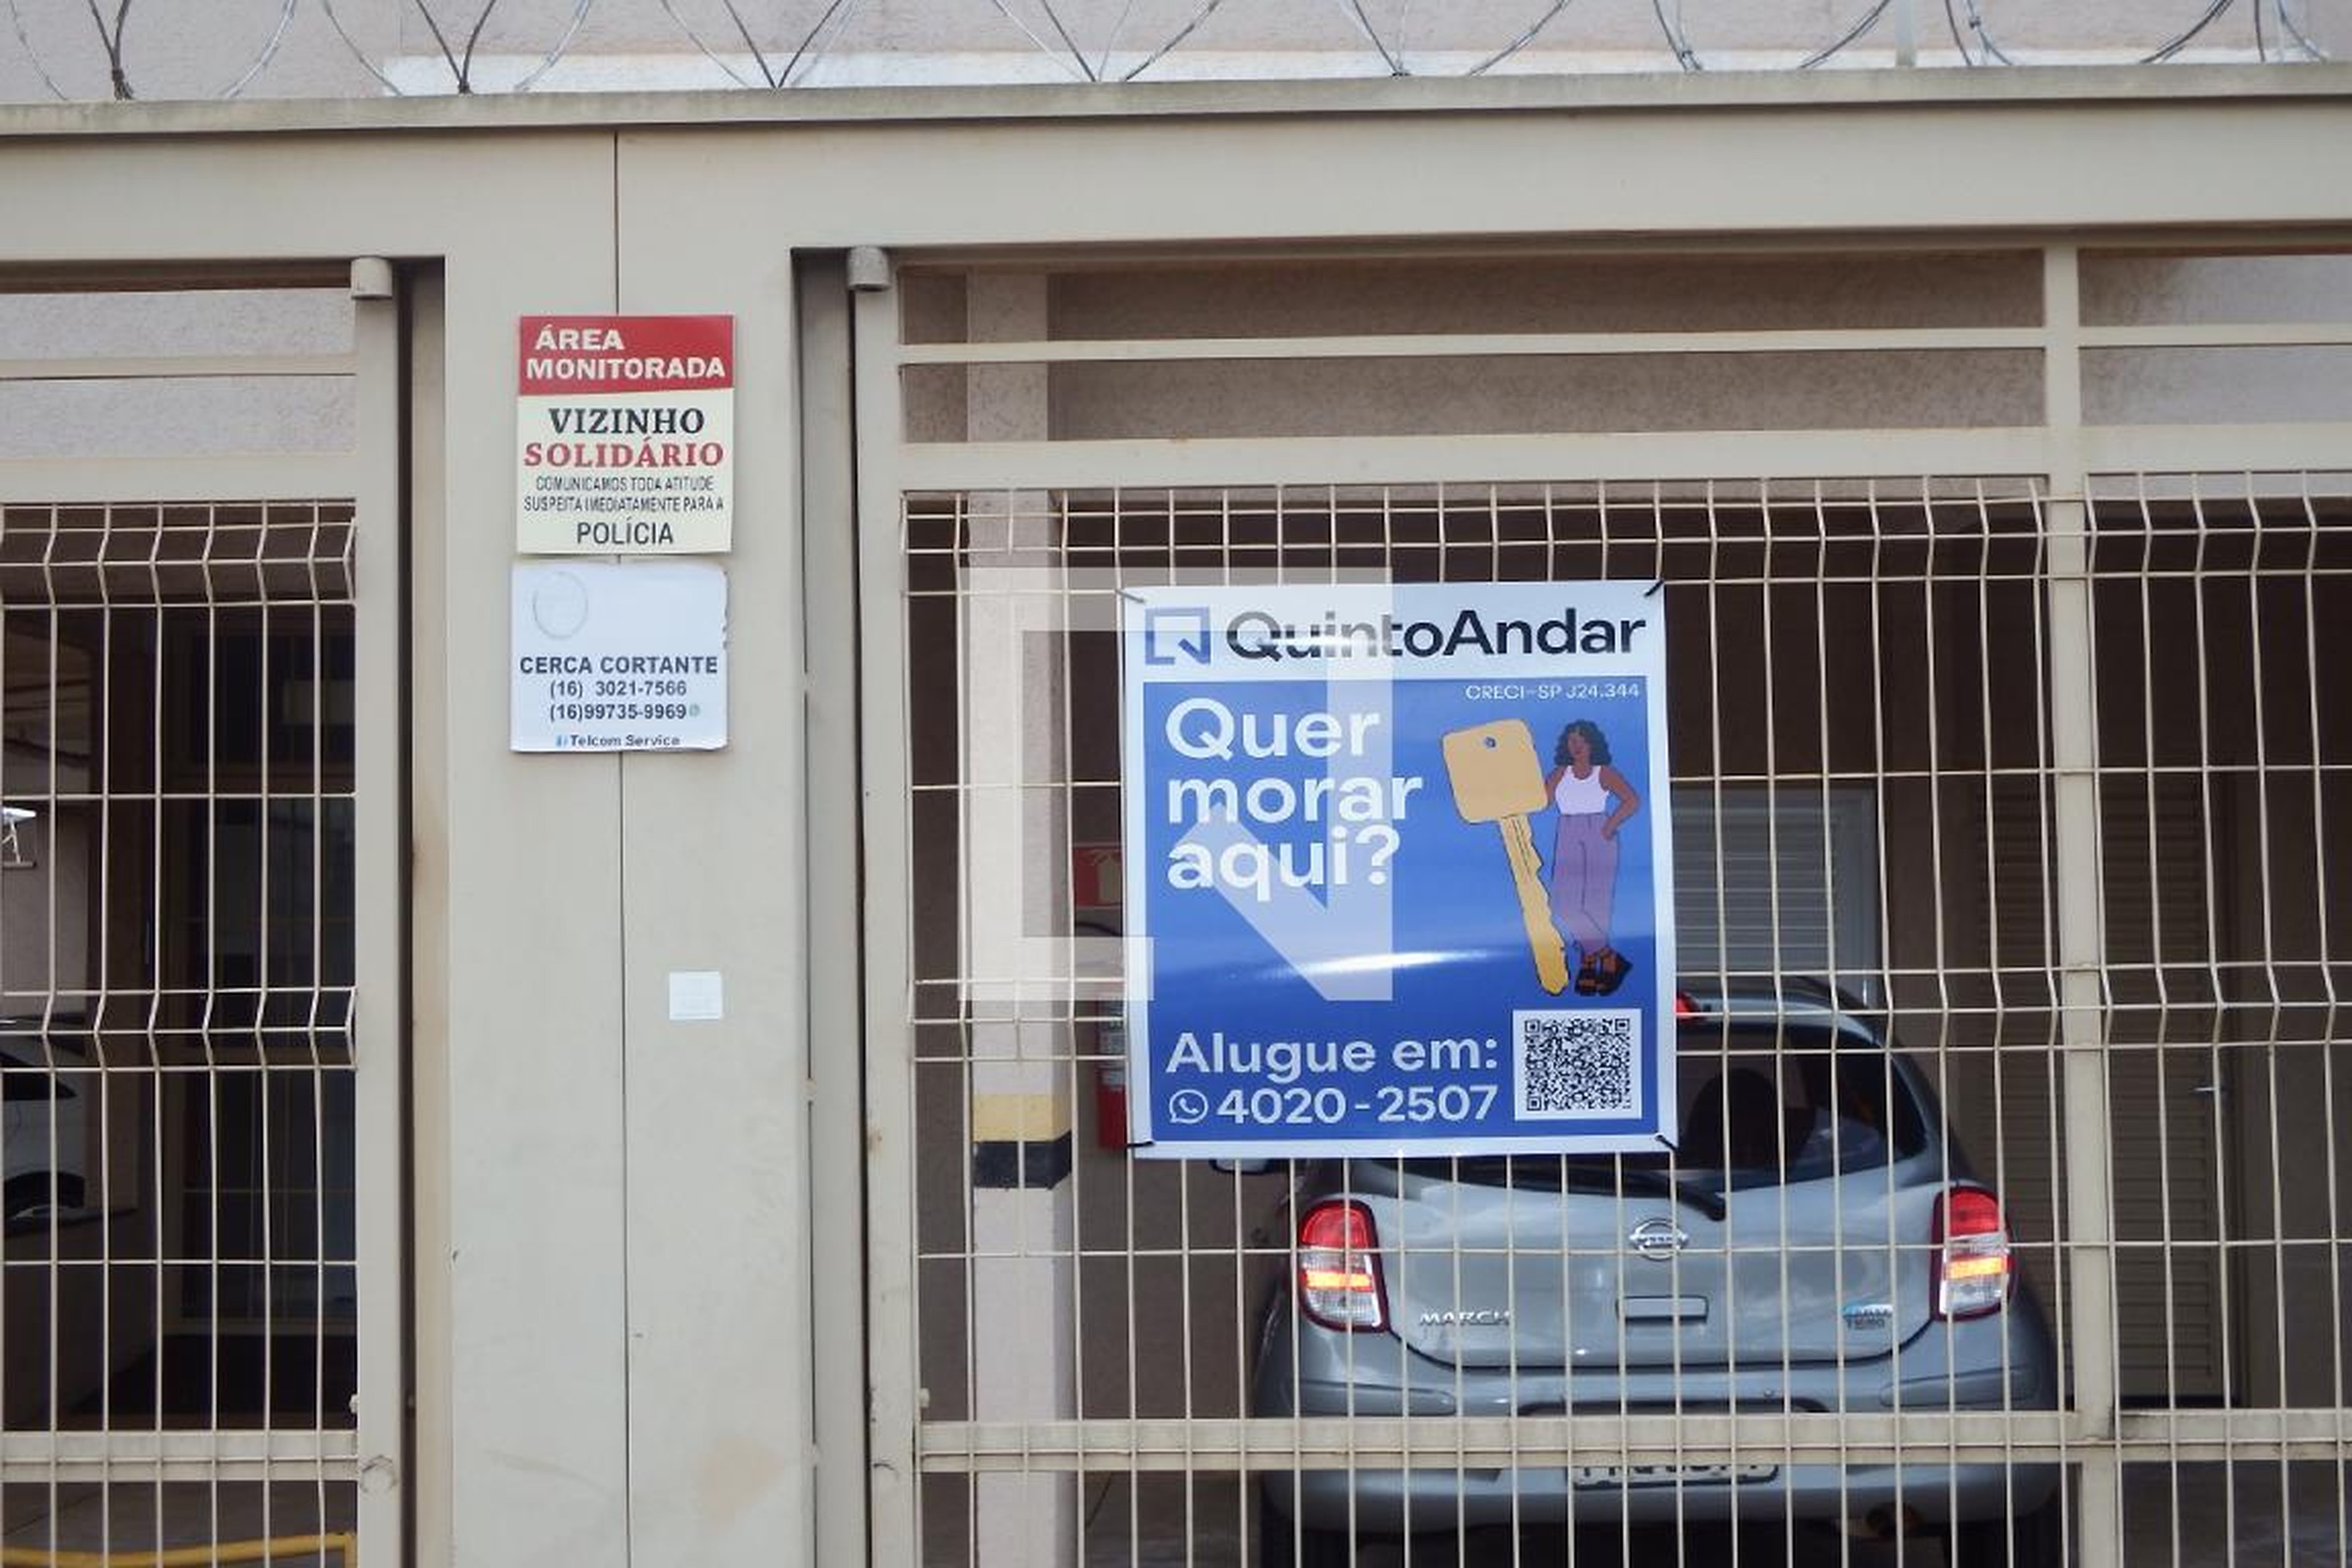 ÁREA
MONITORADA
VIZINHO
SOLIDÁRIO
COMUNICAMOS TODA ATITUDE
SUSPEITA IMEDIATAMENTE PARA A
POLÍCIA
CERCA CORTANTE
(16) 3021-7566
(16)99735-9969
Telcom Service
QuintoAndar
CRECI-SP J24.344
Quer
morar
aqui?
Alugue em:
4020-2507
MARCH